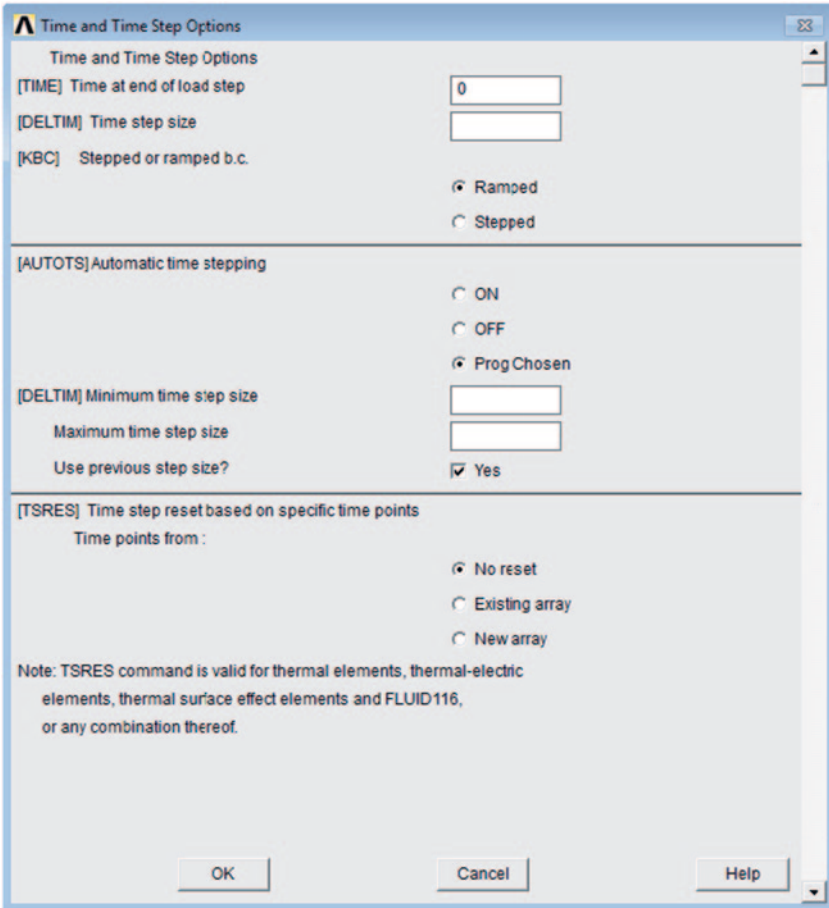 Time and Time Step Options
Time and Time Step Options
[TIME] Time at end of load step 0
[DELTIM] Time step size
[KBC] Stepped or ramped b.c.
Ramped
Stepped
[AUTOTS] Automatic time stepping
ON
OFF
Prog Chosen
[DELTIM] Minimum time step size
Maximum time step size
Use previous step size? Yes
[TSRES] Time step reset based on specific time points
Time points from :
No reset
Existing array
New array
Note: TSRES command is valid for thermal elements, thermal-electric
elements, thermal surface effect elements and FLUID116,
or any combination thereof.
OK Cancel Help